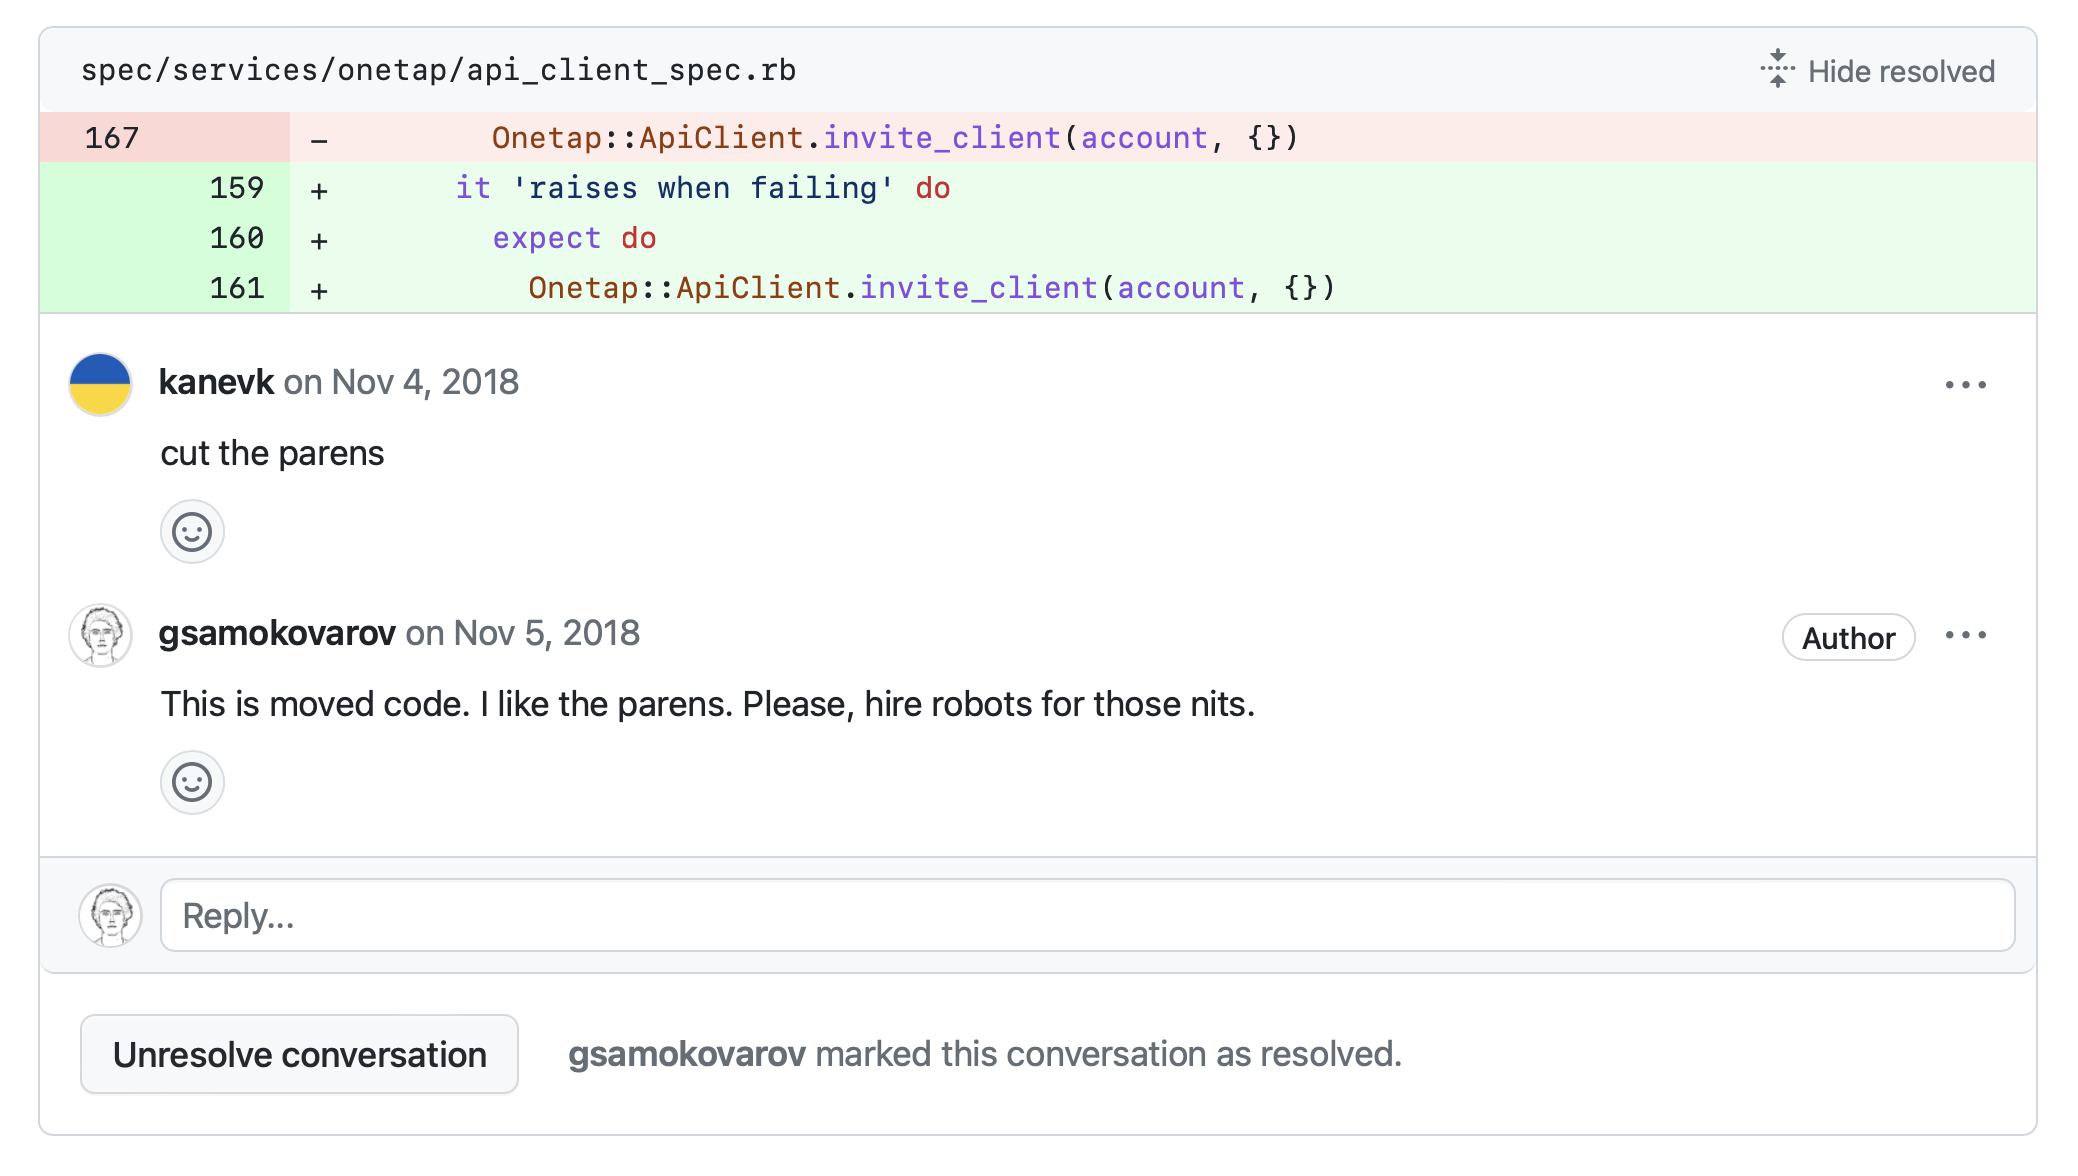 spec/services/onetap/api_client_spec.rb Hide resolved
167 - Onetap::ApiClient.invite_client(account, {})
159 + it 'raises when failing' do
160 + expect do
161 + Onetap::ApiClient.invite_client(account, {})
kanevk on Nov 4, 2018
cut the parens
gsamokovarov on Nov 5, 2018 Author
This is moved code. I like the parens. Please, hire robots for those nits.
Reply...
Unresolve conversation gsamokovarov marked this conversation as resolved.